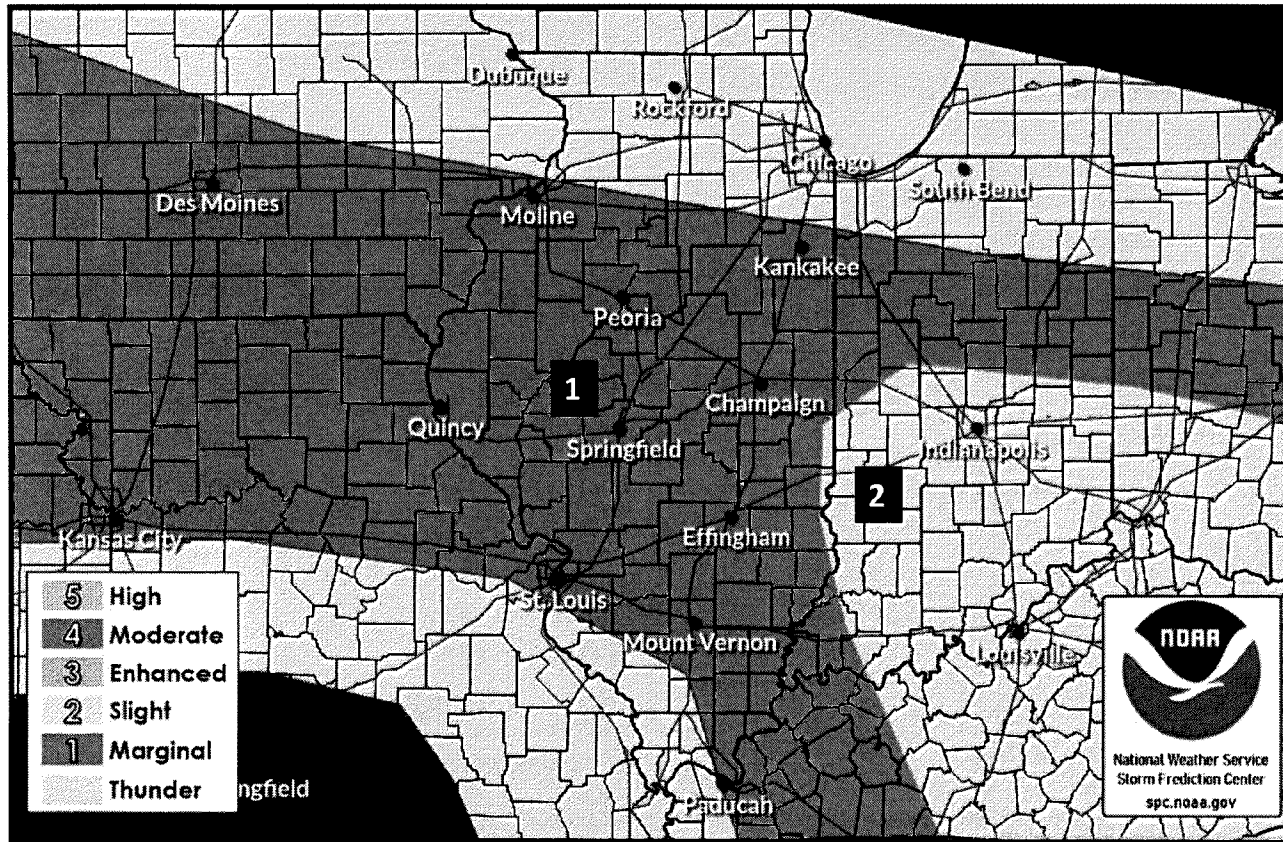 Dubuque
Rockford
Chicago
South Bend
Des Moines
Moline
Kankakee
Peoria
1
Champaign
Quincy
Springfield
Indianapolis
2
Effingham
Kansas City
St. Louis
Mount Vernon
Louisville
Paducah
ngfield
5 High
4 Moderate
3 Enhanced
2 Slight
1 Marginal
Thunder
NOAA
National Weather Service
Storm Prediction Center
spc.noaa.gov